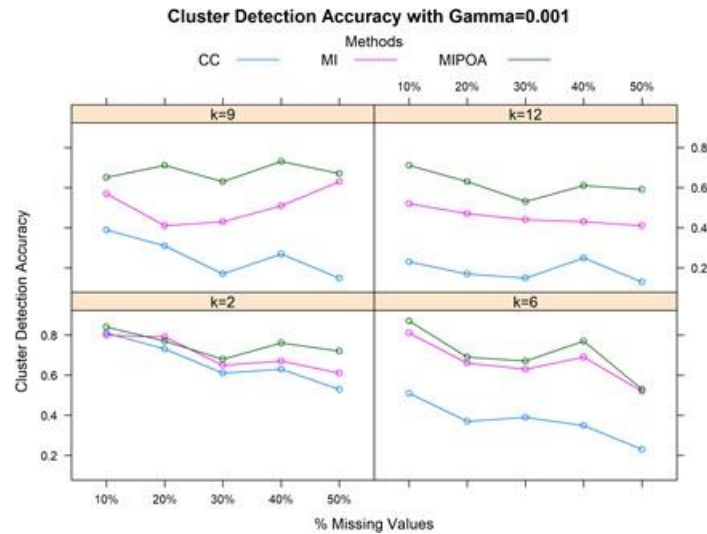 Cluster Detection Accuracy with Gamma=0.001
Methods
CC MI MIPOA
10% 20% 30% 40% 50%
k=9 k=12
0.8
0.6
0.4
0.2
k=2 k=6
0.8
0.6
0.4
0.2
Cluster Detection Accuracy
10% 20% 30% 40% 50%
% Missing Values